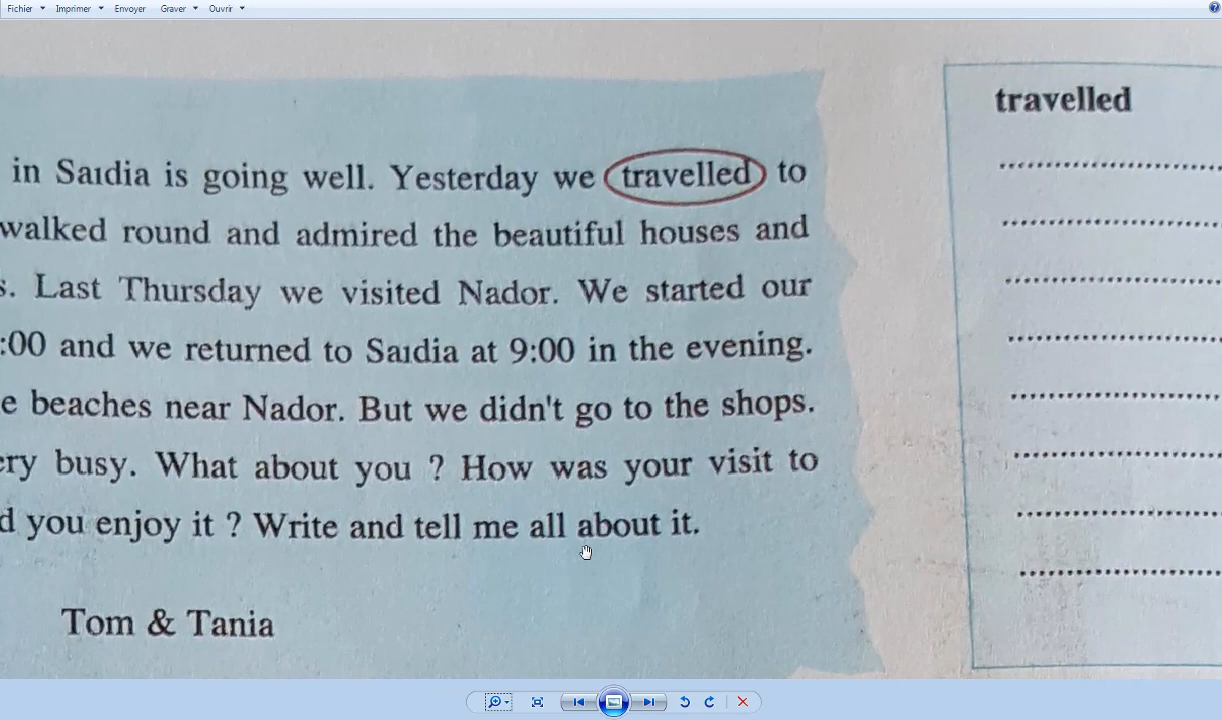 Fichier Imprimer Envoyer Graver Ouvrir
travelled
in Saıdia is going well. Yesterday we travelled to
walked round and admired the beautiful houses and
s. Last Thursday we visited Nador. We started our
:00 and we returned to Saıdia at 9:00 in the evening.
e beaches near Nador. But we didn't go to the shops.
ery busy. What about you ? How was your visit to
d you enjoy it ? Write and tell me all about it.
Tom & Tania